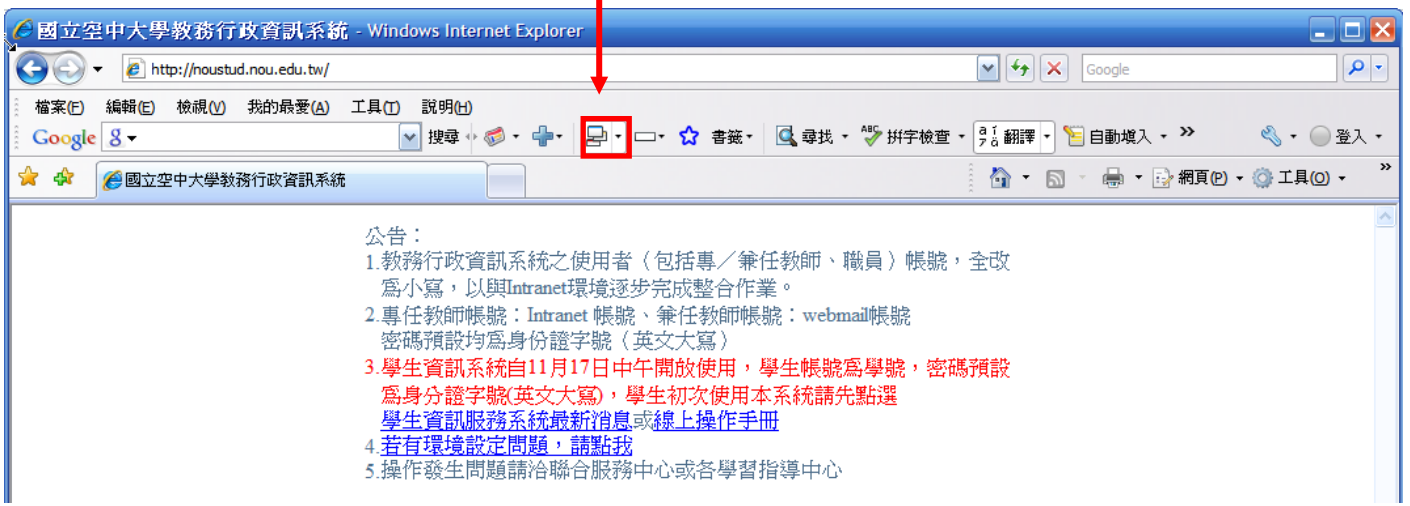 國立空中大學教務行政資訊系統 - Windows Internet Explorer
http://noustud.nou.edu.tw/ Google
檔案(F) 編輯(E) 檢視(V) 我的最愛(A) 工具(T) 說明(H)
Google 搜尋 書籤 尋找 拼字檢查 翻譯 自動填入 » 登入
國立空中大學教務行政資訊系統 網頁(P) 工具(O) »
公告：
1.教務行政資訊系統之使用者（包括專／兼任教師、職員）帳號，全改
為小寫，以與Intranet環境逐步完成整合作業。
2.專任教師帳號：Intranet 帳號、兼任教師帳號：webmail帳號
密碼預設均為身份證字號（英文大寫）
3.學生資訊系統自11月17日中午開放使用，學生帳號為學號，密碼預設
為身分證字號(英文大寫)，學生初次使用本系統請先點選
學生資訊服務系統最新消息或線上操作手冊
4.若有環境設定問題，請點我
5.操作發生問題請洽聯合服務中心或各學習指導中心